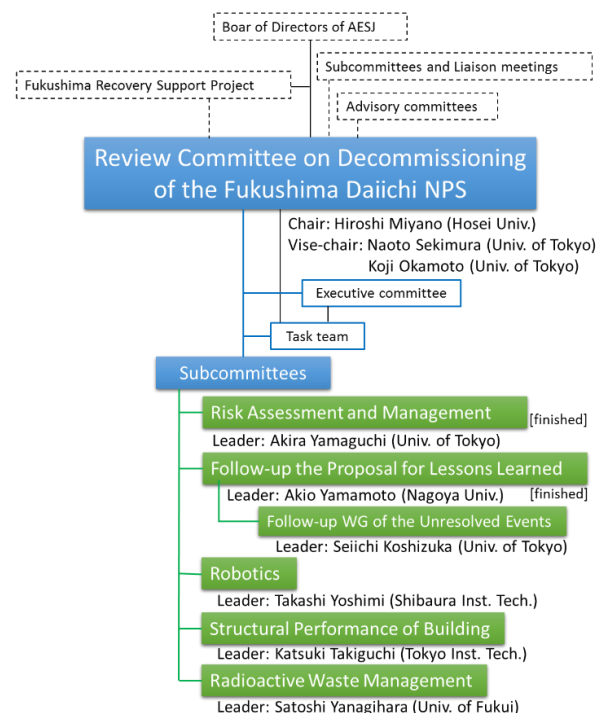 Boar of Directors of AESJ
Subcommittees and Liaison meetings
Fukushima Recovery Support Project
Advisory committees
Review Committee on Decommissioning
of the Fukushima Daiichi NPS
Chair: Hiroshi Miyano (Hosei Univ.)
Vise-chair: Naoto Sekimura (Univ. of Tokyo)
Koji Okamoto (Univ. of Tokyo)
Executive committee
Task team
Subcommittees
Risk Assessment and Management
[finished]
Leader: Akira Yamaguchi (Univ. of Tokyo)
Follow-up the Proposal for Lessons Learned
Leader: Akio Yamamoto (Nagoya Univ.)
[finished]
Follow-up WG of the Unresolved Events
Leader: Seiichi Koshizuka (Univ. of Tokyo)
Robotics
Leader: Takashi Yoshimi (Shibaura Inst. Tech.)
Structural Performance of Building
Leader: Katsuki Takiguchi (Tokyo Inst. Tech.)
Radioactive Waste Management
Leader: Satoshi Yanagihara (Univ. of Fukui)